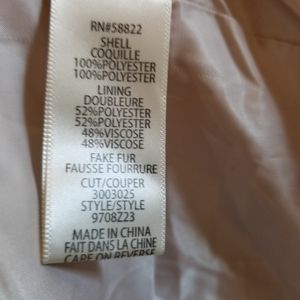 RN#58822
SHELL
COQUILLE
100%POLYESTER
100%POLYESTER
LINING
DOUBLEURE
52%POLYESTER
52%POLYESTER
48%VISCOSE
48%VISCOSE
FAKE FUR
FAUSSE FOURRURE
CUT/COUPER
3003025
STYLE/STYLE
9708Z23
MADE IN CHINA
FAIT DANS LA CHINE
CARE ON REVERSE